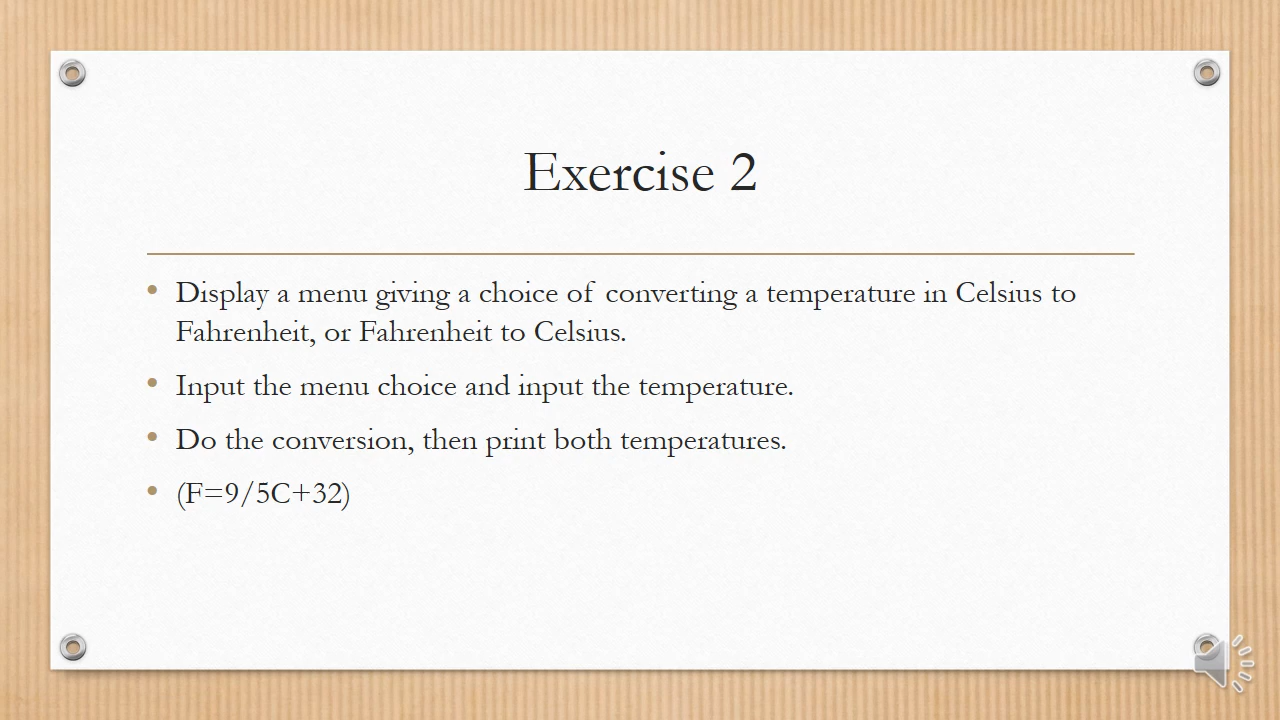 Exercise 2
• Display a menu giving a choice of converting a temperature in Celsius to
Fahrenheit, or Fahrenheit to Celsius.
• Input the menu choice and input the temperature.
• Do the conversion, then print both temperatures.
• (F=9/5C+32)